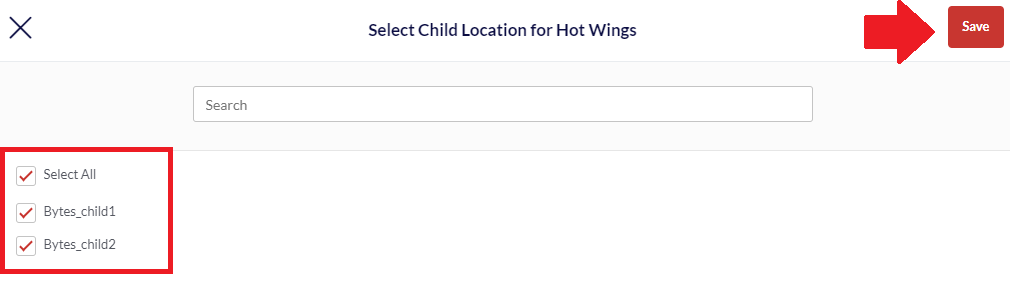 Select Child Location for Hot Wings
Save
Search
Select All
Bytes_child1
Bytes_child2